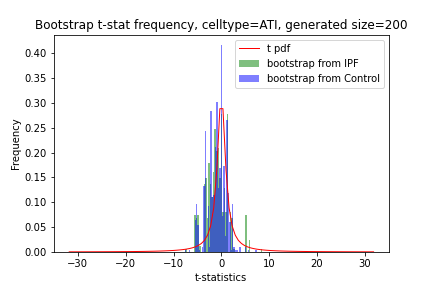 Bootstrap t-stat frequency, celltype=ATI, generated size=200
t pdf
bootstrap from IPF
bootstrap from Control
Frequency
0.40
0.35
0.30
0.25
0.20
0.15
0.10
0.05
0.00
−30 −20 −10 0 10 20 30
t-statistics